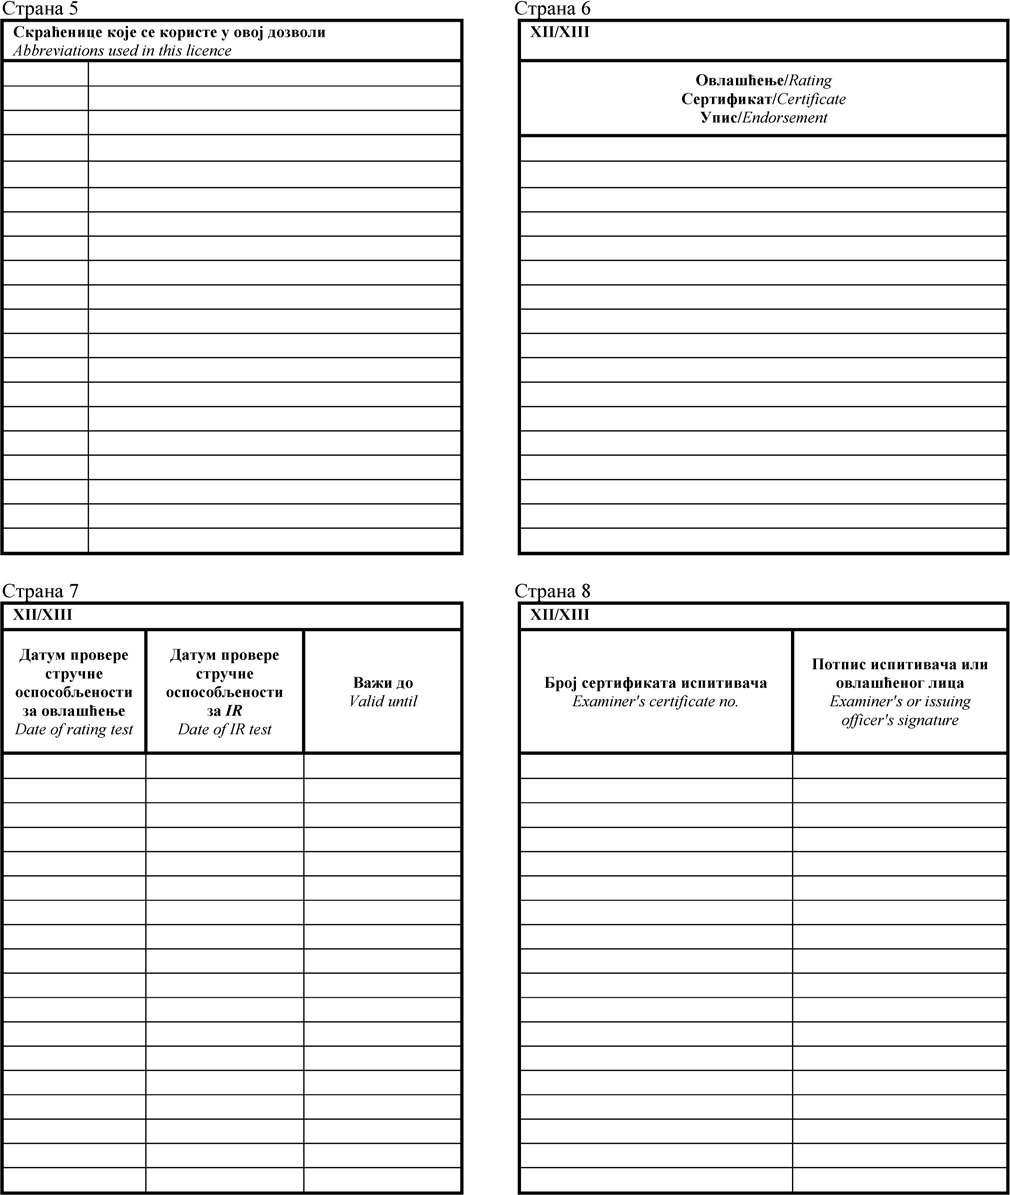 Страна 5
Скраћенице које се користе у овој дозволи
Abbreviations used in this licence
Страна 6
XII/XIII
Овлашћење/Rating
Сертификат/Certificate
Упис/Endorsement
Страна 7
XII/XIII
Датум провере
стручне
оспособљености
за овлашћење
Date of rating test
Датум провере
стручне
оспособљености
за IR
Date of IR test
Важи до
Valid until
Страна 8
XII/XIII
Број сертификата испитивача
Examiner's certificate no.
Потпис испитивача или
овлашћеног лица
Examiner's or issuing
officer's signature